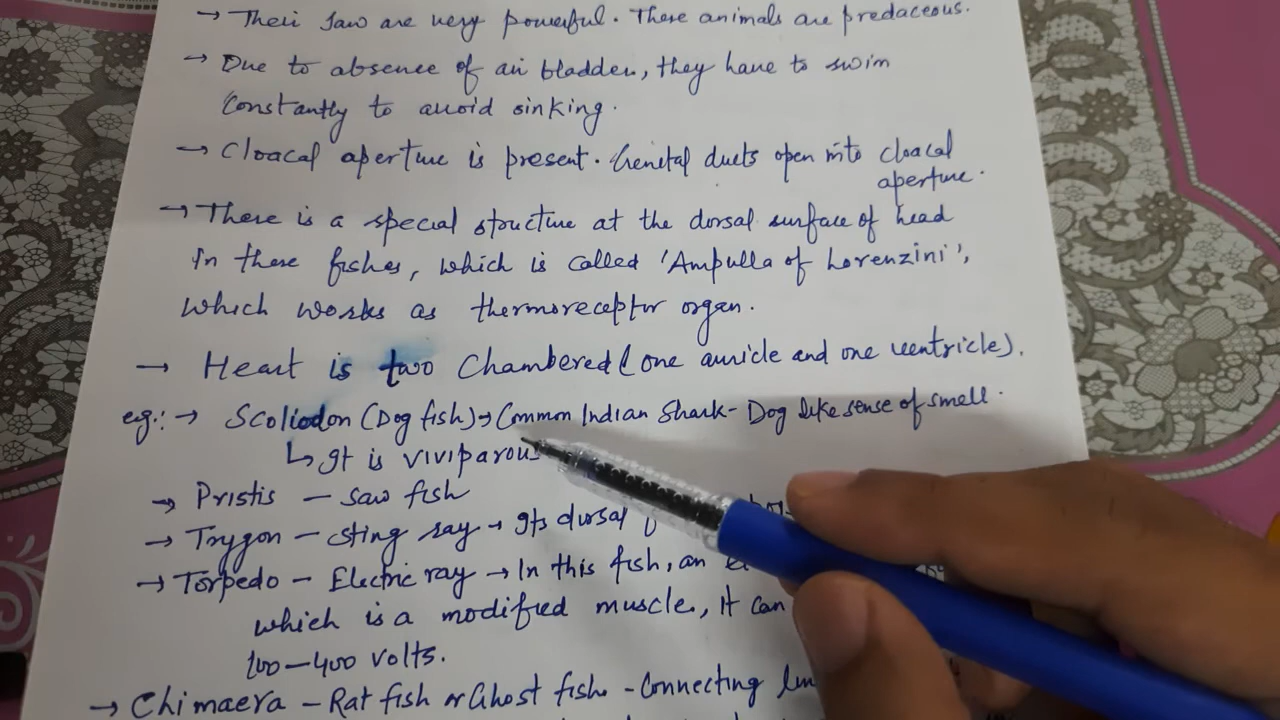 → Their Jaw are very powerful. These animals are predaceous.
→ Due to absence of air bladder, they have to swim
constantly to avoid sinking.
→ Cloacal aperture is present. Genital ducts open into cloacal
aperture.
→ There is a special structure at the dorsal surface of head
in these fishes, which is called 'Ampulla of Lorenzini',
which works as thermoreceptor organ.
→ Heart is two Chambered (one auricle and one ventricle).
eg.: → Scoliodon (Dog fish) → Common Indian Shark - Dog like sense of smell.
↳ It is viviparous
→ Pristis - Saw fish
→ Trygon - Sting ray → Its dorsal
→ Torpedo - Electric ray → In this fish, an
which is a modified muscle, it can
100-400 volts.
→ Chimaera - Rat fish or Ghost fish - Connecting